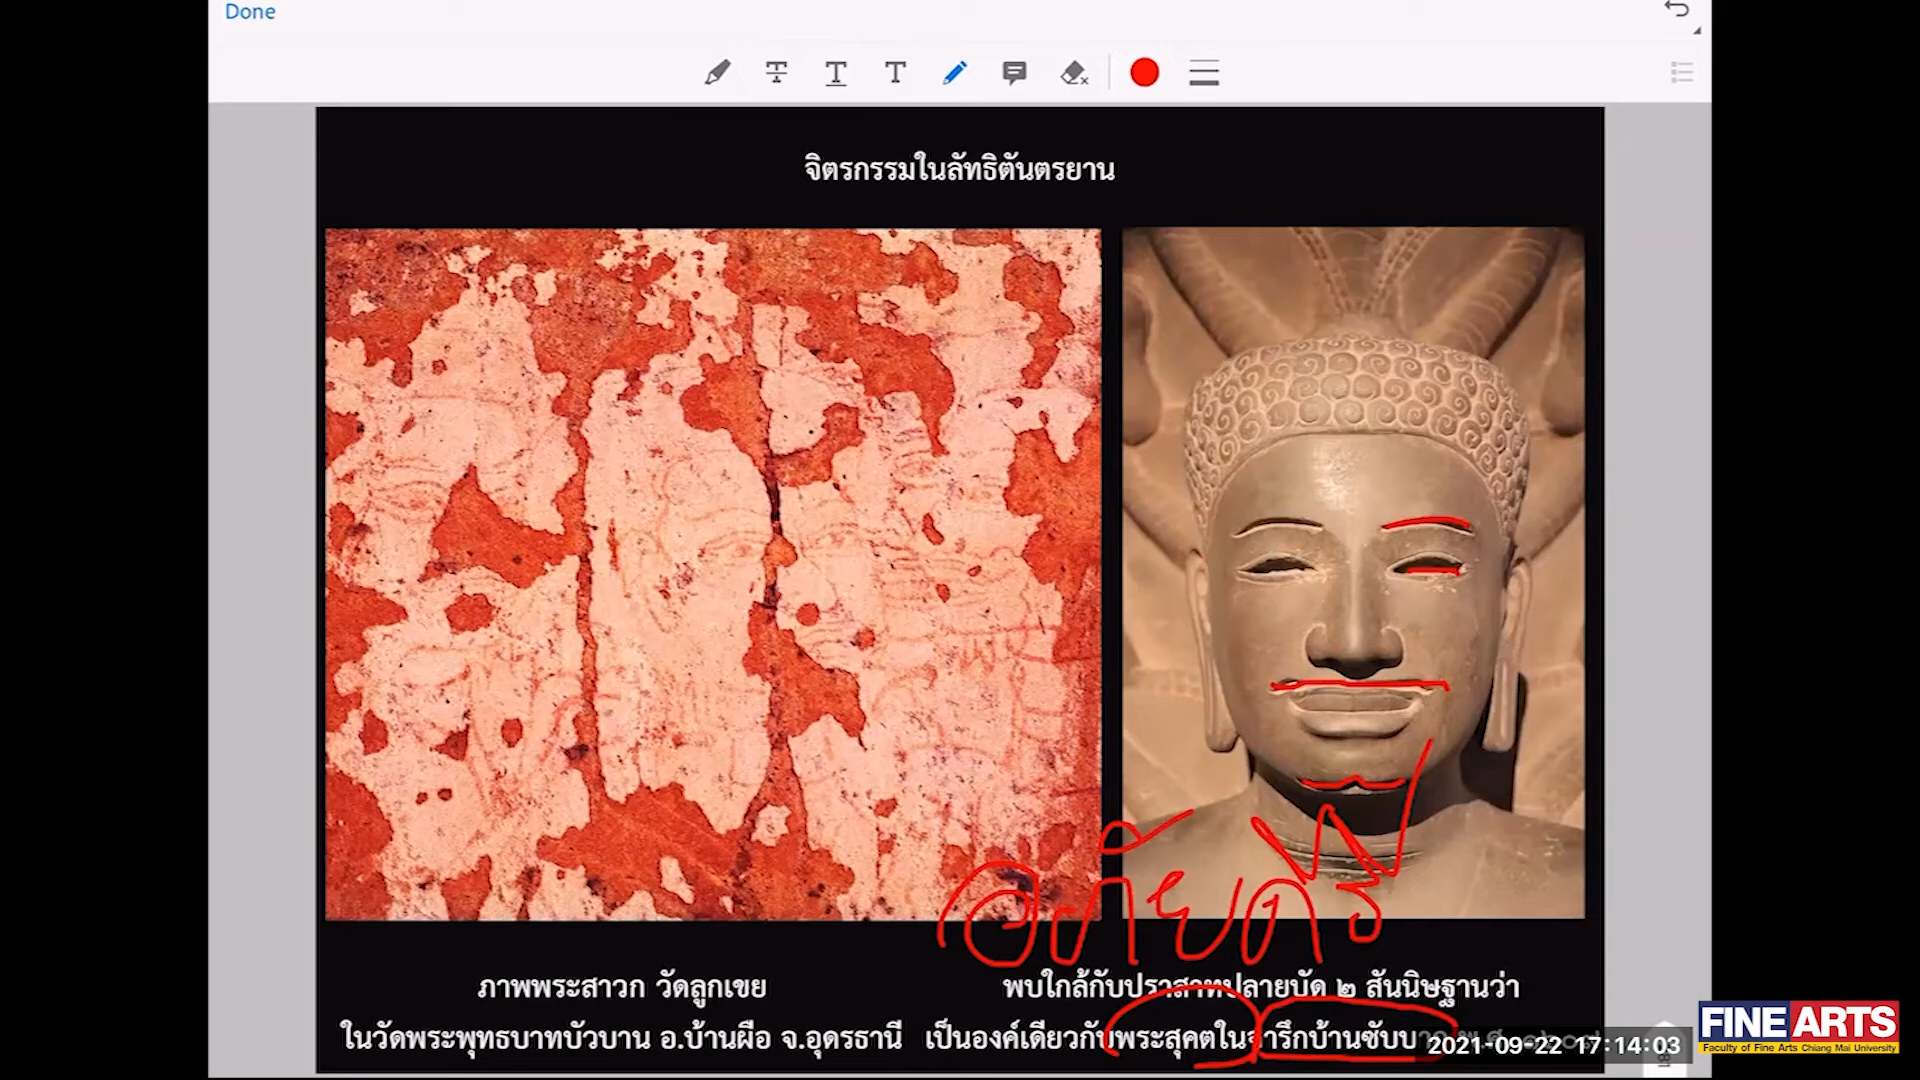 Done
จิตรกรรมในลัทธิตันตรยาน
ภาพพระสาวก วัดลูกเขย
ในวัดพระพุทธบาทบัวบาน อ.บ้านผือ จ.อุดรธานี
พบใกล้กับปราสาทปลายบัด ๒ สันนิษฐานว่า
เป็นองค์เดียวกับพระสุคตในจารึกบ้านซับบาก
2021-09-22 17:14:03
FINE ARTS
Faculty of Fine Arts Chiang Mai University